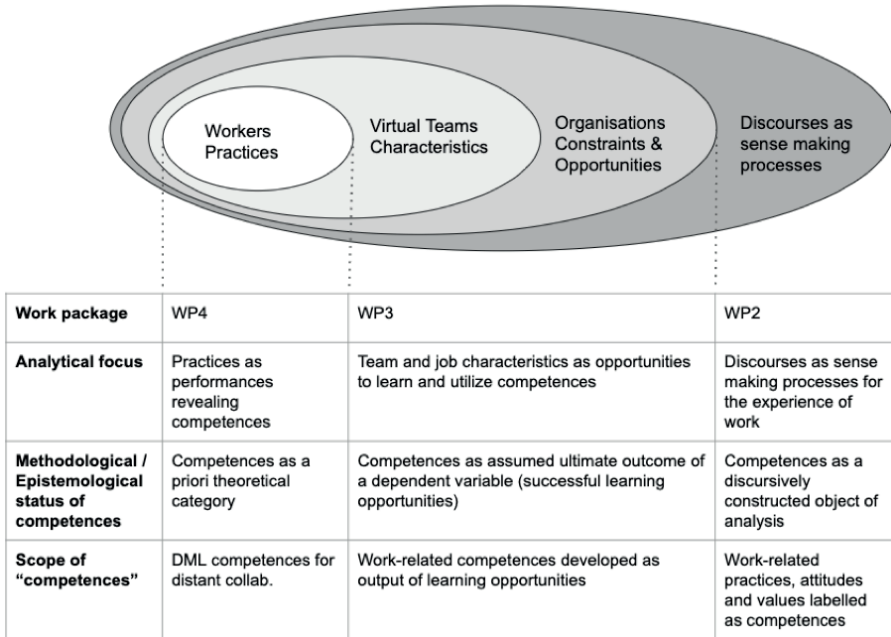 Workers
Practices
Virtual Teams
Characteristics
Organisations
Constraints &
Opportunities
Discourses as
sense making
processes
Work package
WP4
WP3
WP2
Analytical focus
Practices as
performances
revealing
competences
Team and job characteristics as opportunities
to learn and utilize competences
Discourses as sense
making processes for
the experience of
work
Methodological /
Epistemological
status of
competences
Competences as a
priori theoretical
category
Competences as assumed ultimate outcome of
a dependent variable (successful learning
opportunities)
Competences as a
discursively
constructed object of
analysis
Scope of
“competences”
DML competences for
distant collab.
Work-related competences developed as
output of learning opportunities
Work-related
practices, attitudes
and values labelled
as competences